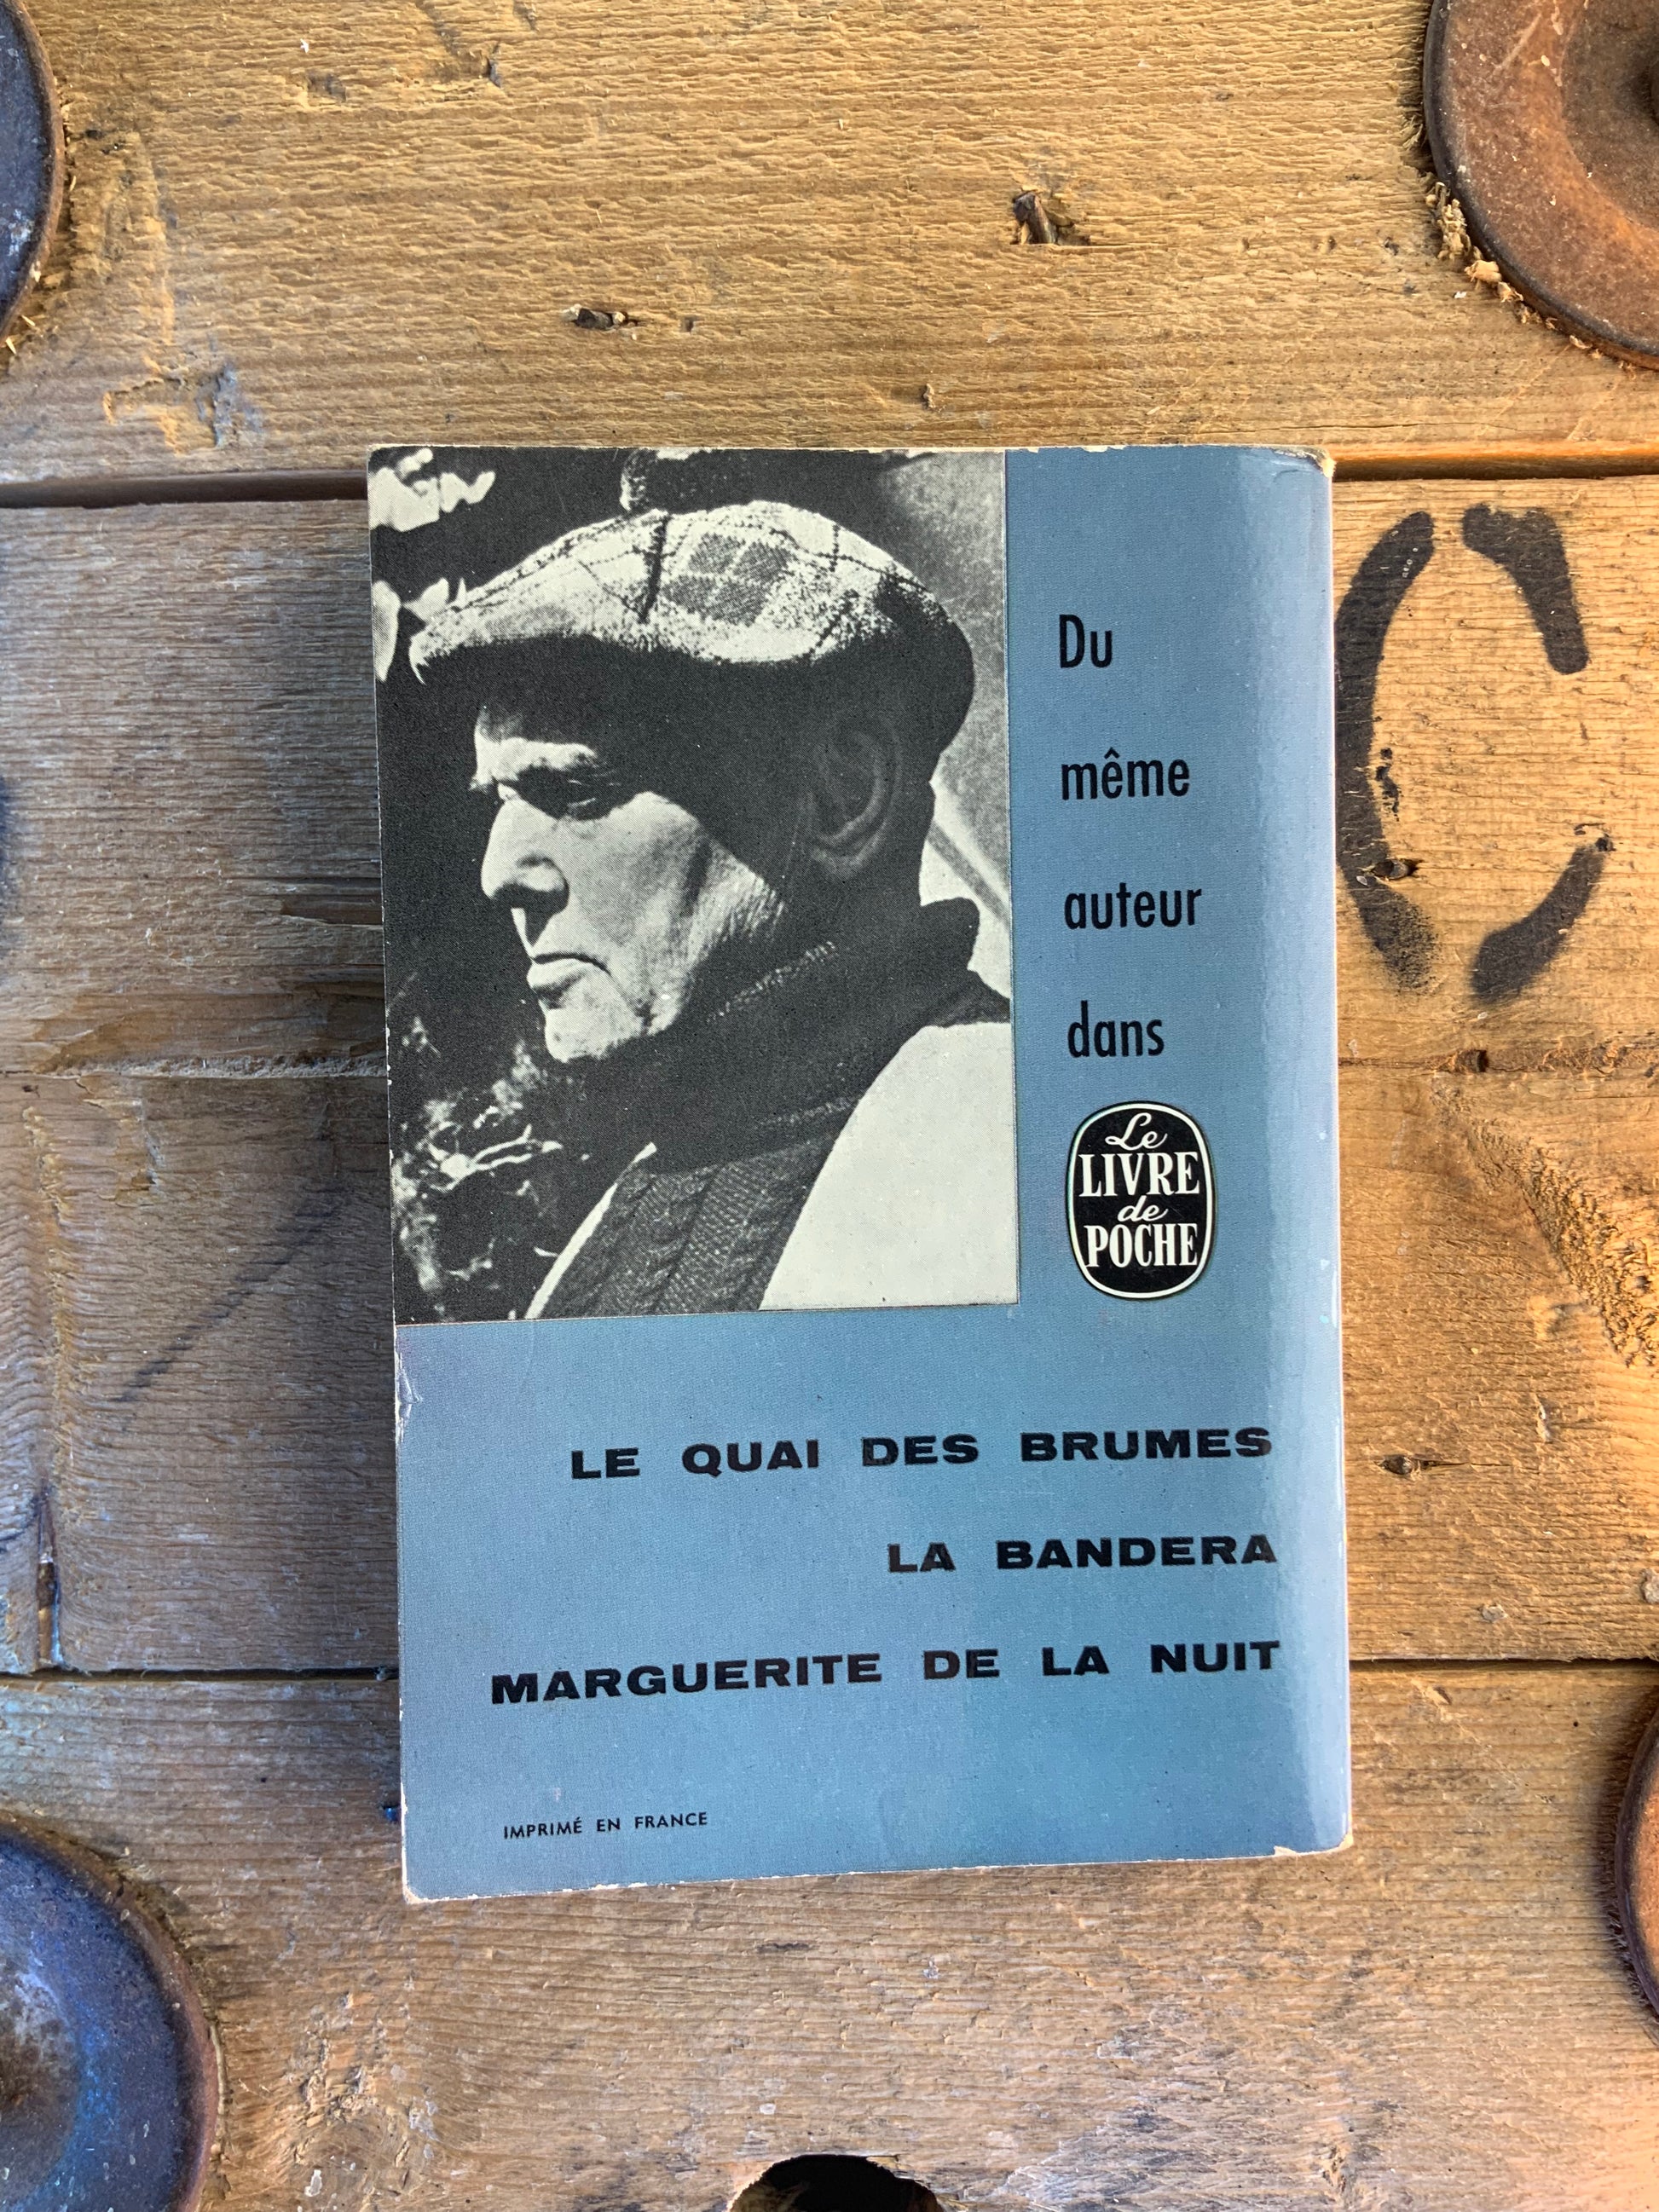 Du
même
auteur
dans
Le
LIVRE
de
POCHE
LE QUAI DES BRUMES
LA BANDERA
MARGUERITE DE LA NUIT
IMPRIMÉ EN FRANCE
C